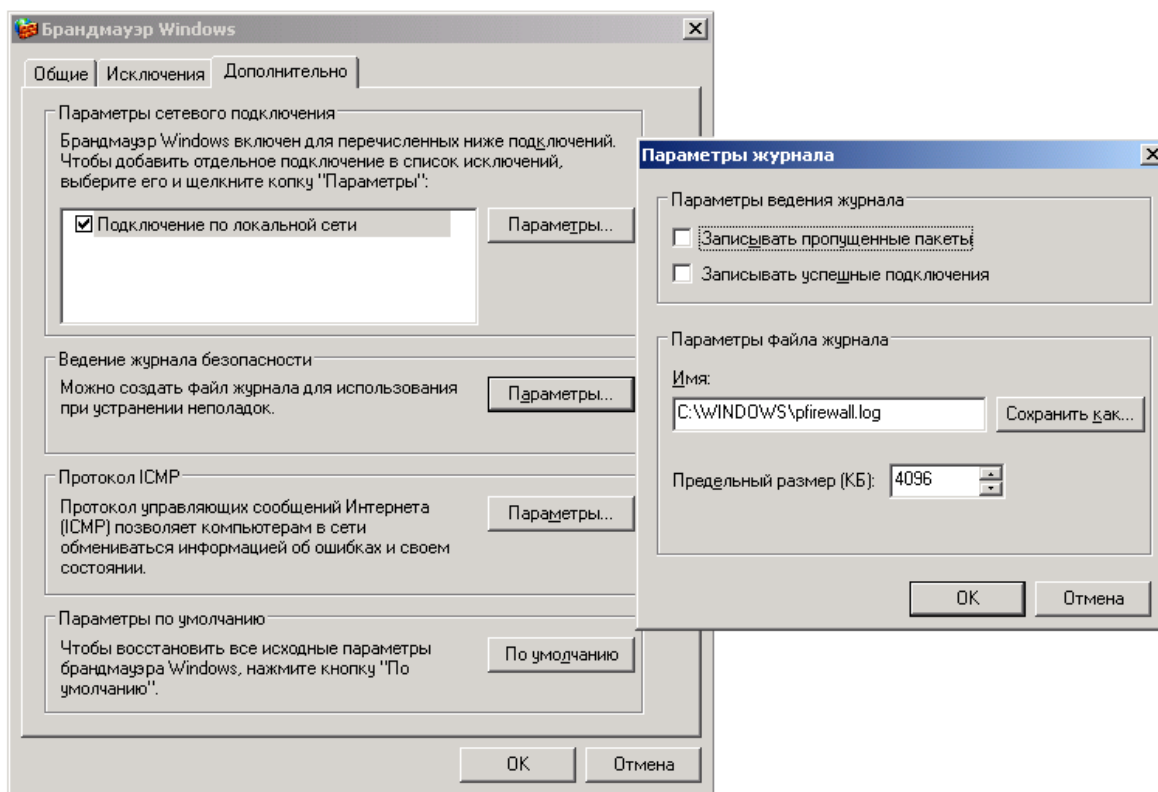 Брандмауэр Windows
Общие
Исключения
Дополнительно
Параметры сетевого подключения
Брандмауэр Windows включен для перечисленных ниже подключений.
Чтобы добавить отдельное подключение в список исключений,
выберите его и щелкните копку "Параметры":
Подключение по локальной сети
Параметры...
Ведение журнала безопасности
Можно создать файл журнала для использования
при устранении неполадок.
Параметры...
Протокол ICMP
Протокол управляющих сообщений Интернета
(ICMP) позволяет компьютерам в сети
обмениваться информацией об ошибках и своем
состоянии.
Параметры...
Параметры по умолчанию
Чтобы восстановить все исходные параметры
брандмауэра Windows, нажмите кнопку "По
умолчанию".
По умолчанию
OK
Отмена
Параметры журнала
Параметры ведения журнала
Записывать пропущенные пакеты
Записывать успешные подключения
Параметры файла журнала
Имя:
C:\WINDOWS\pfirewall.log
Сохранить как...
Предельный размер (КБ):
4096
OK
Отмена